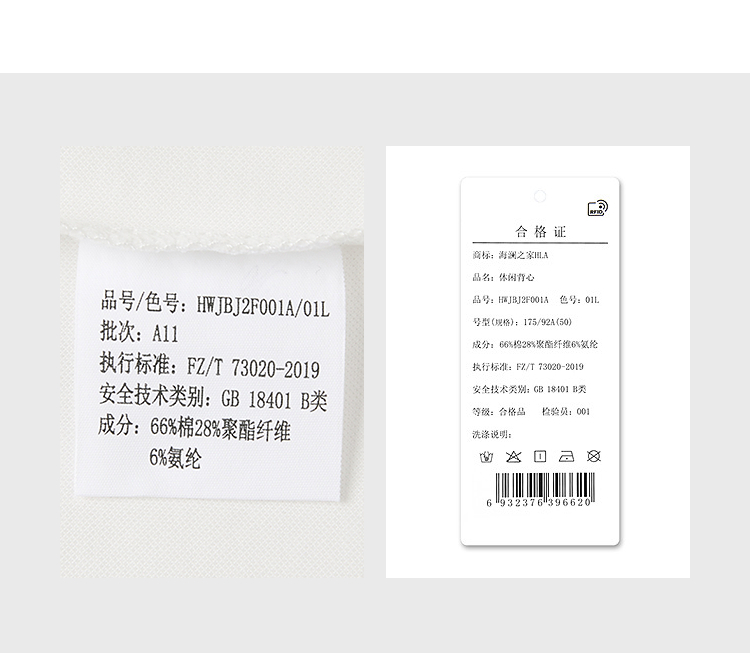 品号/色号: HWJBJ2F001A/01L
批次: A11
执行标准: FZ/T 73020-2019
安全技术类别: GB 18401 B类
成分: 66%棉28%聚酯纤维
6%氨纶
RFID
合格证
商标: 海澜之家HLA
品名: 休闲背心
品号: HWJBJ2F001A 色号: 01L
号型(规格): 175/92A(50)
成分: 66%棉28%聚酯纤维6%氨纶
执行标准: FZ/T 73020-2019
安全技术类别: GB 18401 B类
等级: 合格品 检验员: 001
洗涤说明:
6 932376 396620